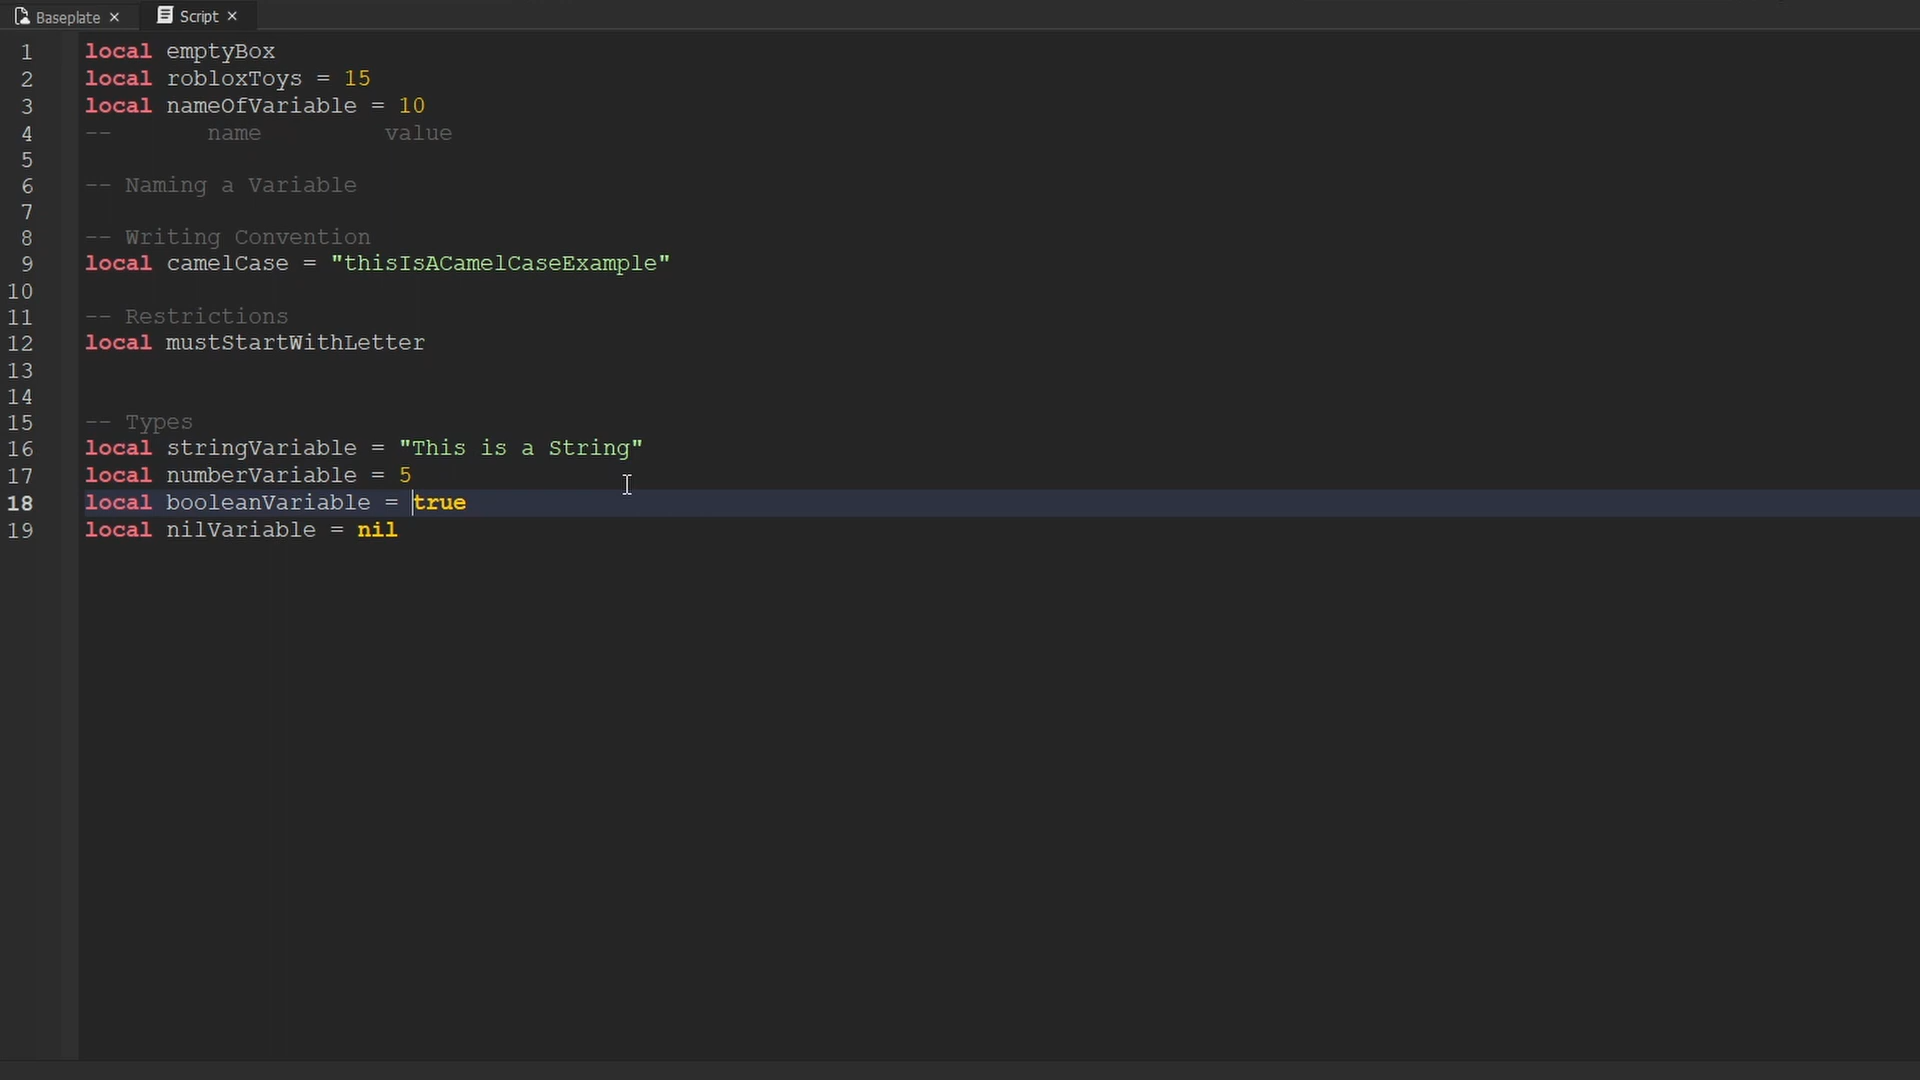 Baseplate × Script ×
1 local emptyBox
2 local robloxToys = 15
3 local nameOfVariable = 10
4 -- name value
5
6 -- Naming a Variable
7
8 -- Writing Convention
9 local camelCase = "thisIsACamelCaseExample"
10
11 -- Restrictions
12 local mustStartWithLetter
13
14
15 -- Types
16 local stringVariable = "This is a String"
17 local numberVariable = 5
18 local booleanVariable = true
19 local nilVariable = nil